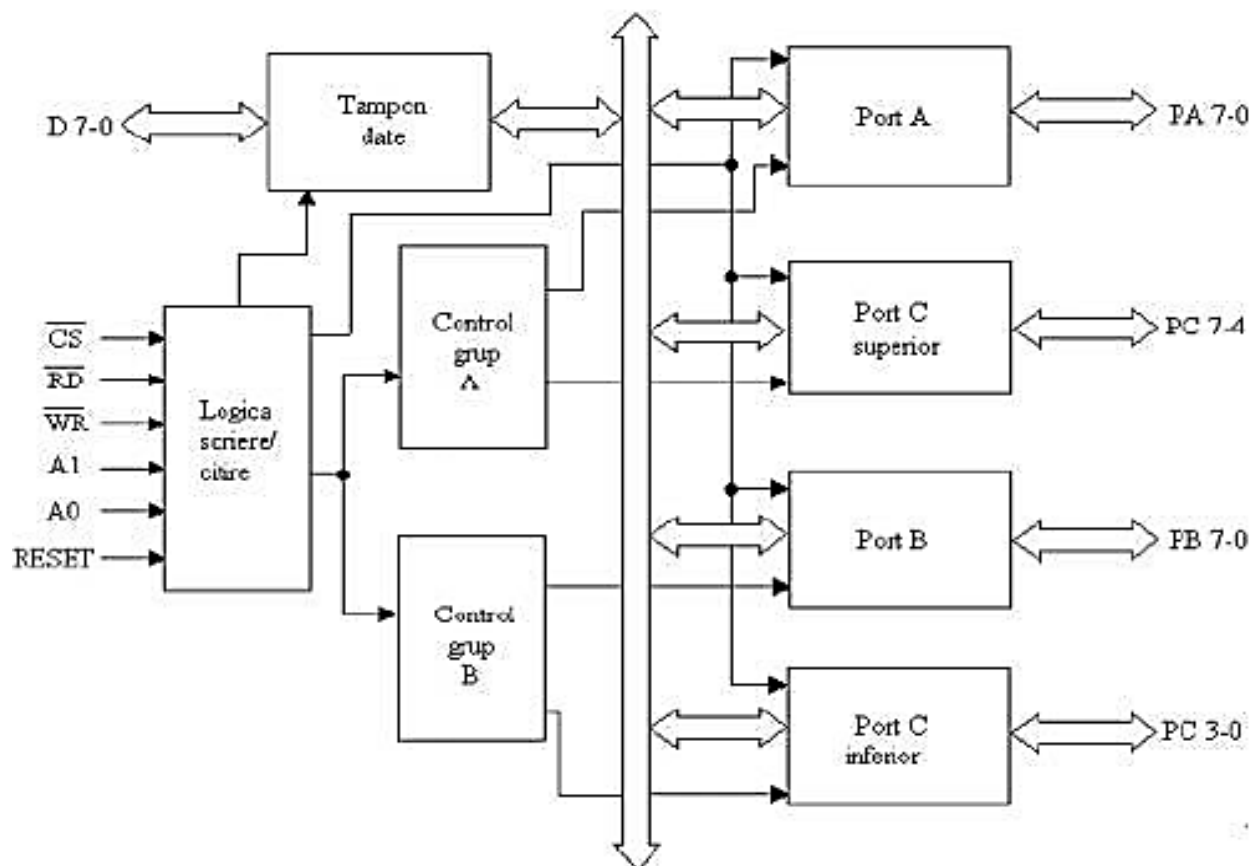 D 7-0
Tampon
date
Port A
PA 7-0
CS
RD
WR
A1
A0
RESET
Logica
scriere/
citire
Control
grup
A
Port C
superior
PC 7-4
Control
grup
B
Port B
PB 7-0
Port C
inferior
PC 3-0